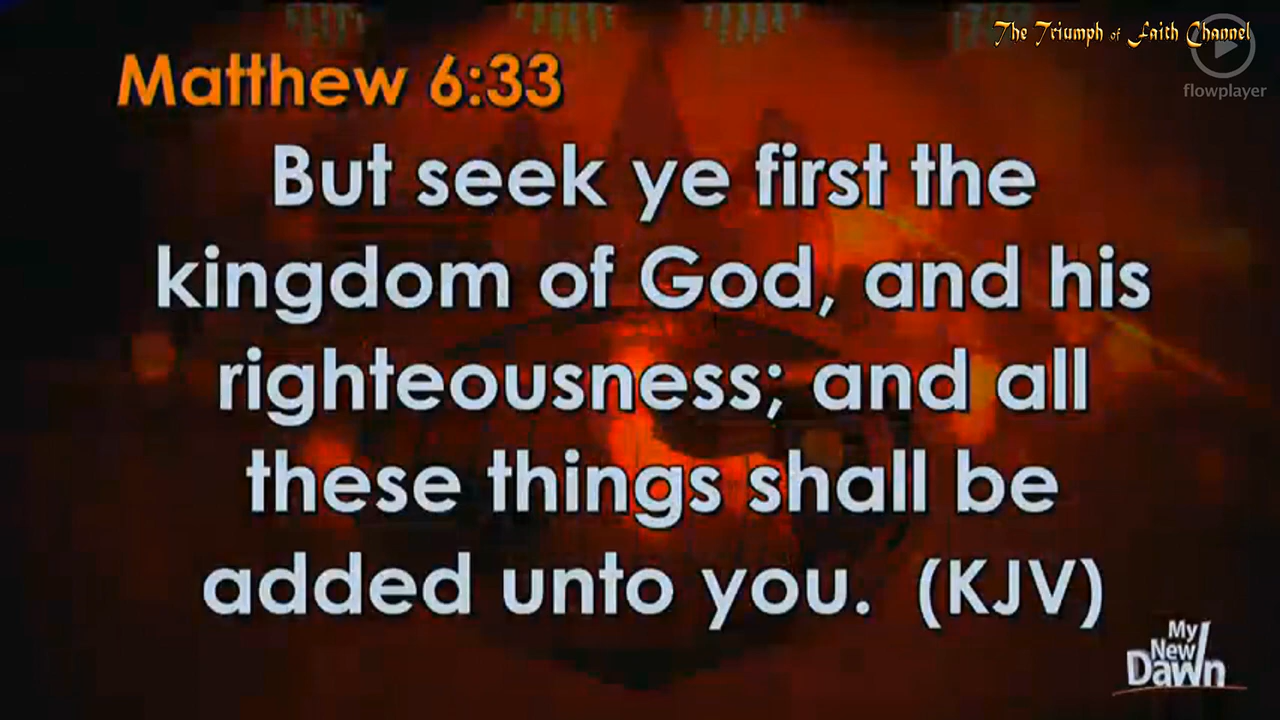 The Triumph of Faith Channel
flowplayer
Matthew 6:33
But seek ye first the
kingdom of God, and his
righteousness; and all
these things shall be
added unto you. (KJV)
My
New
Dawn